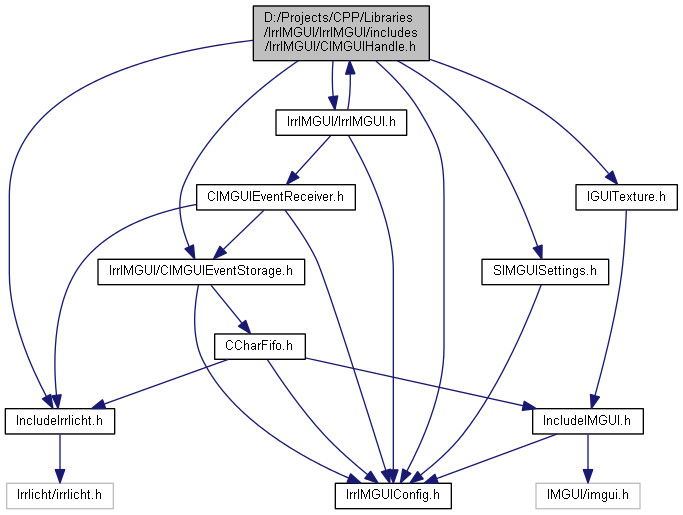 D:/Projects/CPP/Libraries
/IrrIMGUI/IrrIMGUI/includes
/IrrIMGUI/CIMGUIHandle.h
IrrIMGUI/IrrIMGUI.h
CIMGUIEventReceiver.h
IGUITexture.h
IrrIMGUI/CIMGUIEventStorage.h
SIMGUISettings.h
CCharFifo.h
IncludeIrrlicht.h
IncludeIMGUI.h
Irrlicht/irrlicht.h
IrrIMGUIConfig.h
IMGUI/imgui.h